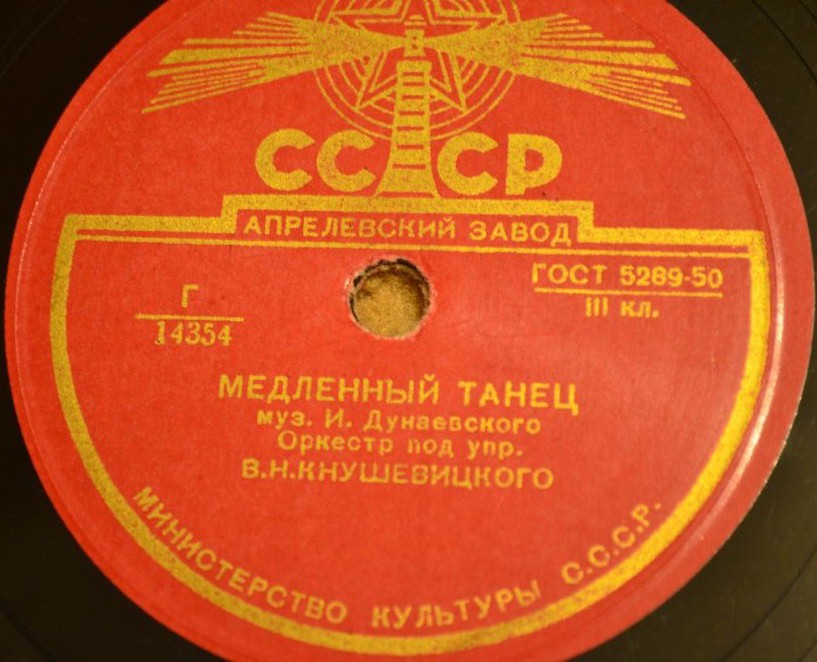 СССР
АПРЕЛЕВСКИЙ ЗАВОД
ГОСТ 5289-50
III кл.
Г
14354
МЕДЛЕННЫЙ ТАНЕЦ
муз. И. Дунаевского
Оркестр под упр.
В.Н.КНУШЕВИЦКОГО
МИНИСТЕРСТВО КУЛЬТУРЫ С.С.С.Р.